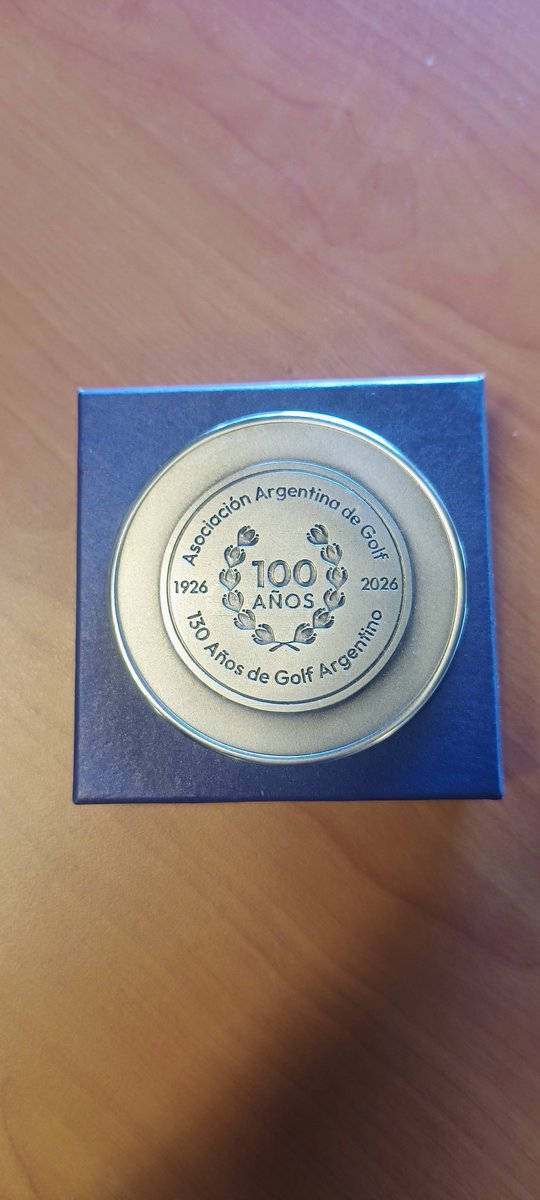 Asociación Argentina de Golf
1926
100
AÑOS
2026
130 Años de Golf Argentino